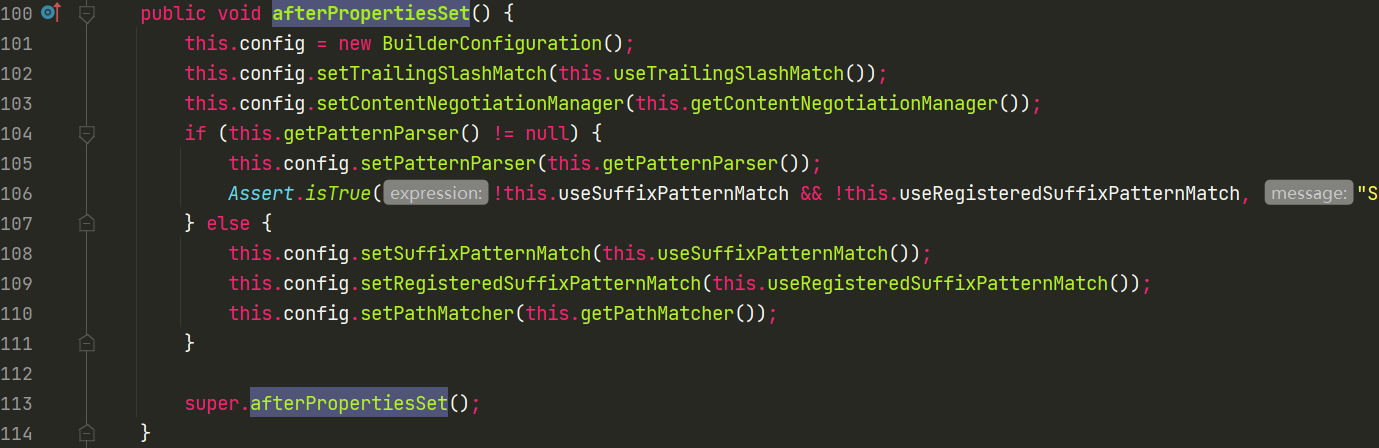 100 public void afterPropertiesSet() {
101 this.config = new BuilderConfiguration();
102 this.config.setTrailingSlashMatch(this.useTrailingSlashMatch());
103 this.config.setContentNegotiationManager(this.getContentNegotiationManager());
104 if (this.getPatternParser() != null) {
105 this.config.setPatternParser(this.getPatternParser());
106 Assert.isTrue( expression: !this.useSuffixPatternMatch && !this.useRegisteredSuffixPatternMatch, message: "S
107 } else {
108 this.config.setSuffixPatternMatch(this.useSuffixPatternMatch());
109 this.config.setRegisteredSuffixPatternMatch(this.useRegisteredSuffixPatternMatch());
110 this.config.setPathMatcher(this.getPathMatcher());
111 }
112
113 super.afterPropertiesSet();
114 }